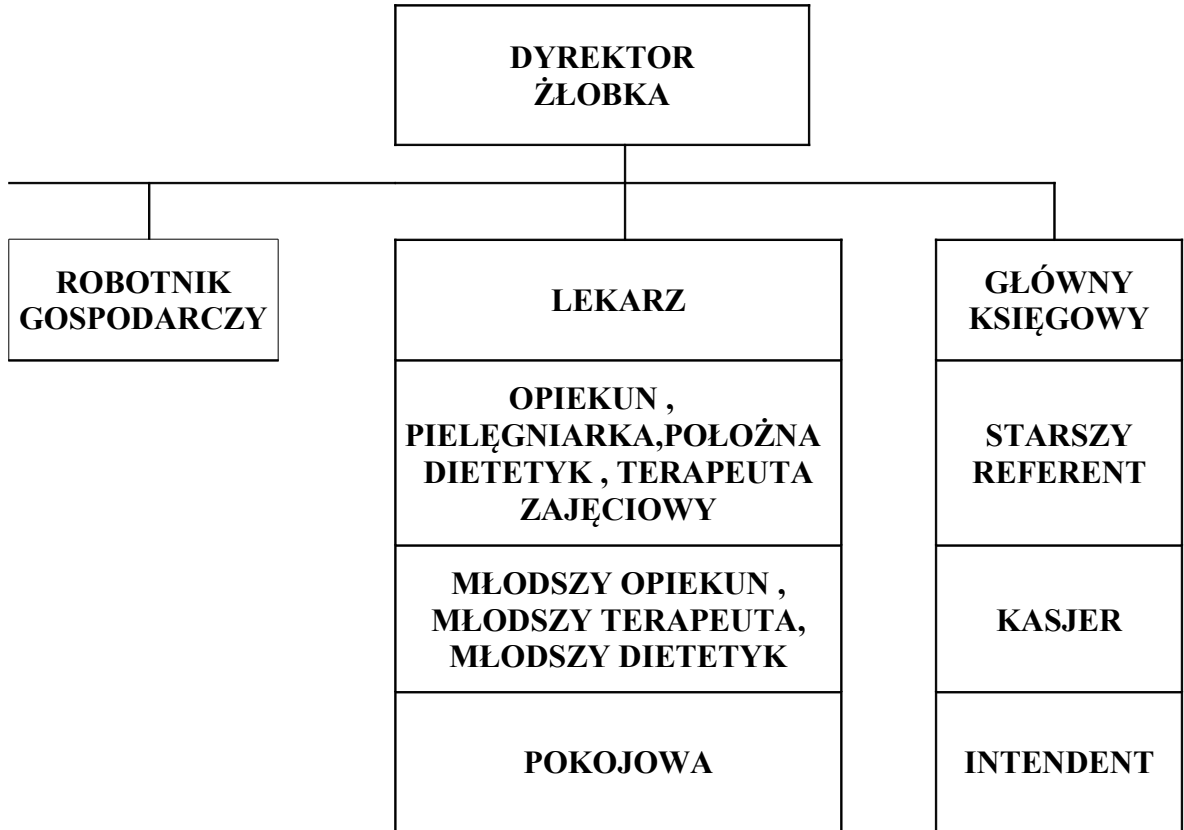 DYREKTOR
ŻŁOBKA
ROBOTNIK
GOSPODARCZY
LEKARZ
OPIEKUN ,
PIELĘGNIARKA,POŁOŻNA
DIETETYK , TERAPEUTA
ZAJĘCIOWY
MŁODSZY OPIEKUN ,
MŁODSZY TERAPEUTA,
MŁODSZY DIETETYK
POKOJOWA
GŁÓWNY
KSIĘGOWY
STARSZY
REFERENT
KASJER
INTENDENT